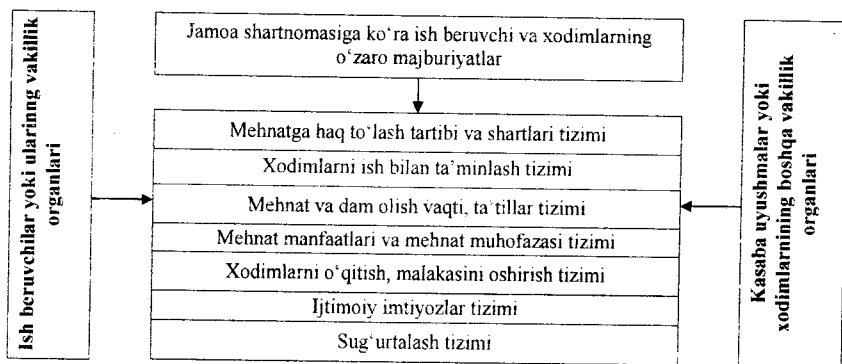 Ish beruvchilar yoki ularinng vakillik
organlari
Jamoa shartnomasiga ko‘ra ish beruvchi va xodimlarning
o‘zaro majburiyatlar
Mehnatga haq to‘lash tartibi va shartlari tizimi
Xodimlarni ish bilan ta’minlash tizimi
Mehnat va dam olish vaqti, ta’tillar tizimi
Mehnat manfaatlari va mehnat muhofazasi tizimi
Xodimlarni o‘qitish, malakasini oshirish tizimi
Ijtimoiy imtiyozlar tizimi
Sug‘urtalash tizimi
Kasaba uyushmalar yoki
xodimlarnining boshqa vakillik
organlari